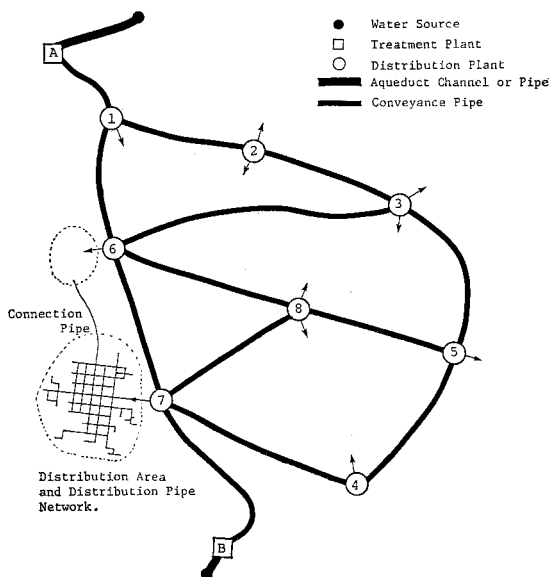 Water Source
A
Treatment Plant
Distribution Plant
Aqueduct Channel or Pipe
Conveyance Pipe
1
2
3
6
8
Connection
Pipe
5
7
4
Distribution Area
and Distribution Pipe
Network.
B